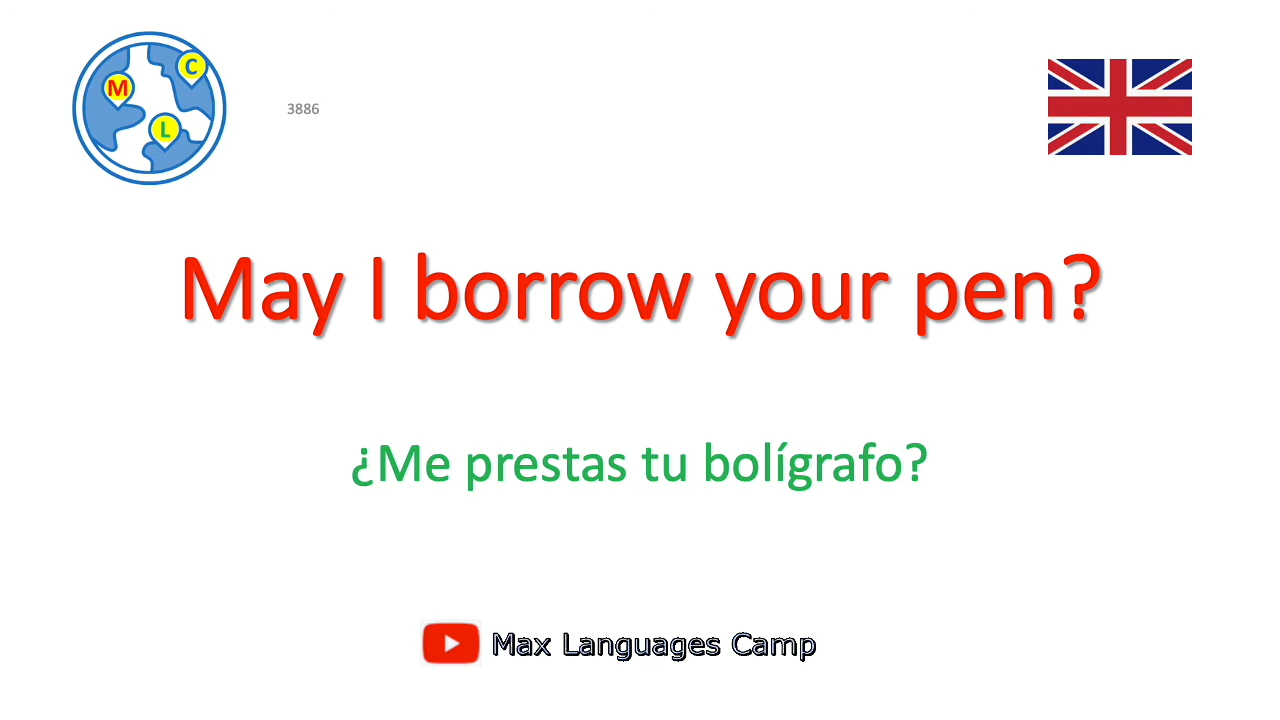 M
C
L
3886
May I borrow your pen?
¿Me prestas tu bolígrafo?
Max Languages Camp